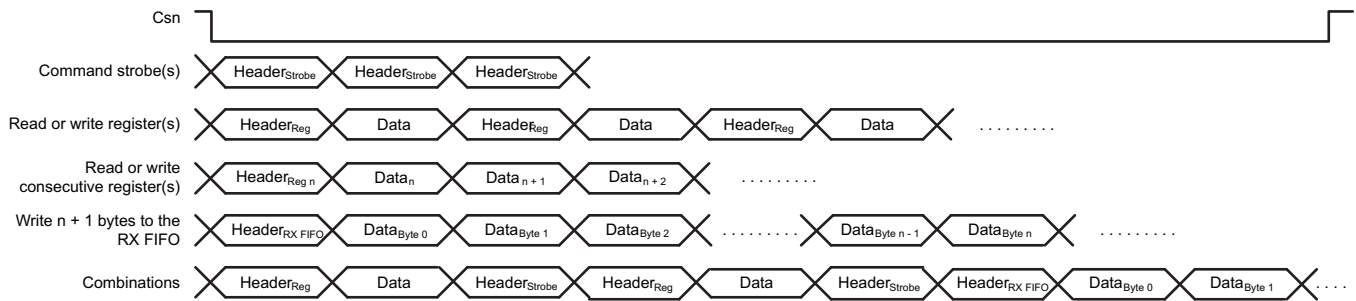 Csn
Command strobe(s) HeaderStrobe HeaderStrobe HeaderStrobe
Read or write register(s) HeaderReg Data HeaderReg Data HeaderReg Data .........
Read or write
consecutive register(s) HeaderReg n Datan Datan + 1 Datan + 2 .........
Write n + 1 bytes to the
RX FIFO HeaderRX FIFO DataByte 0 DataByte 1 DataByte 2 ......... DataByte n - 1 DataByte n .........
Combinations HeaderReg Data HeaderStrobe HeaderReg Data HeaderStrobe HeaderRX FIFO DataByte 0 DataByte 1 ....